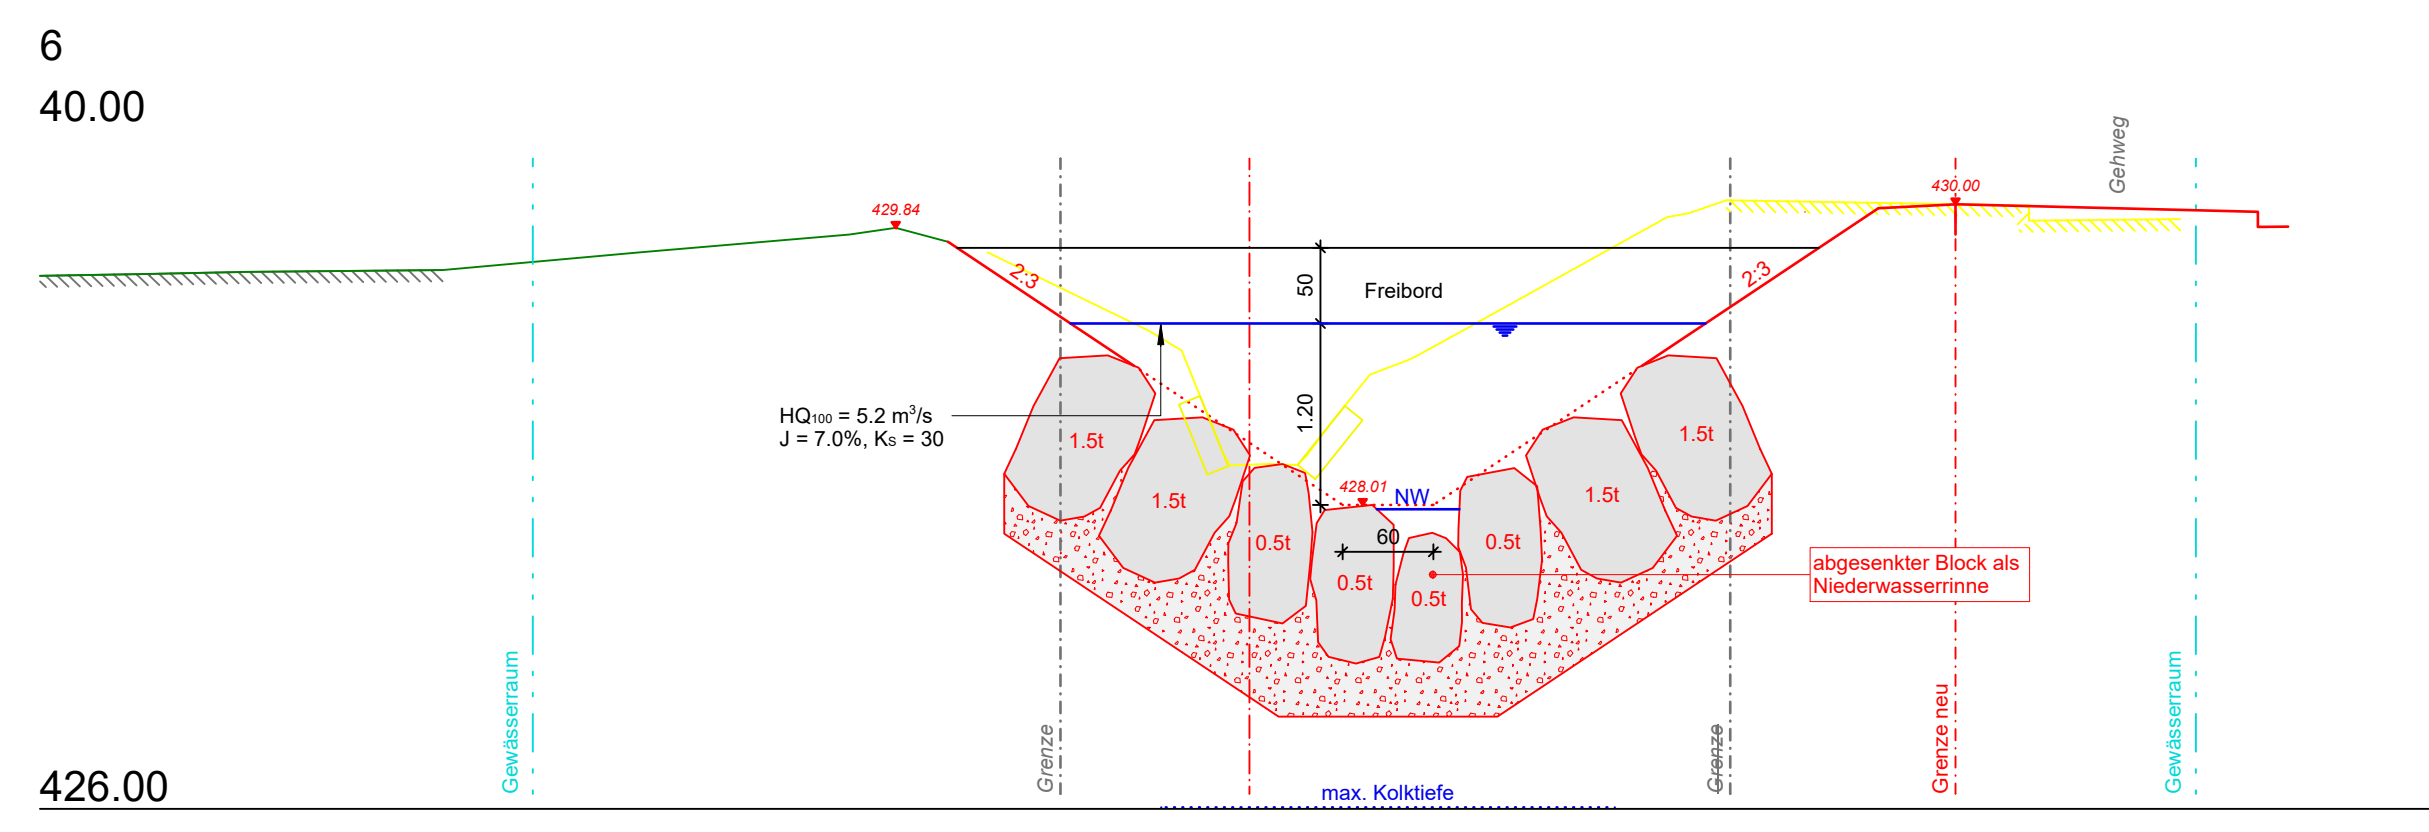 6
40.00
Gehweg
429.84
430.00
2:3
2:3
50
Freibord
1.20
HQ100 = 5.2 m³/s
J = 7.0%, KS = 30
1.5t
1.5t
1.5t
1.5t
428.01
NW
60
0.5t
0.5t
0.5t
0.5t
abgesenkter Block als
Niederwasserrinne
Gewässerraum
Grenze
Grenze
Grenze neu
Gewässerraum
426.00
max. Kolktiefe